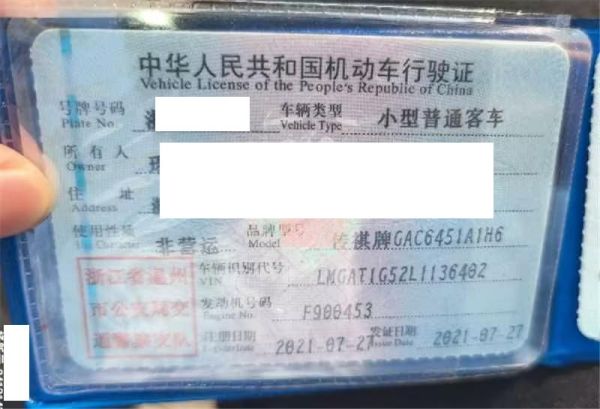 中华人民共和国机动车行驶证
Vehicle License of the People's Republic of China
号牌号码 Plate No. 车辆类型 Vehicle Type 小型普通客车
所有人 Owner
住址 Address
使用性质 Use Character 非营运 品牌型号 Model 传祺牌GAC6451A1H6
浙江省温州
市公安局交
通警察支队
车辆识别代号 VIN LMGAT1G52L1136402
发动机号码 Engine No. F900453
注册日期 2021-07-27 发证日期 Issue Date 2021-07-27